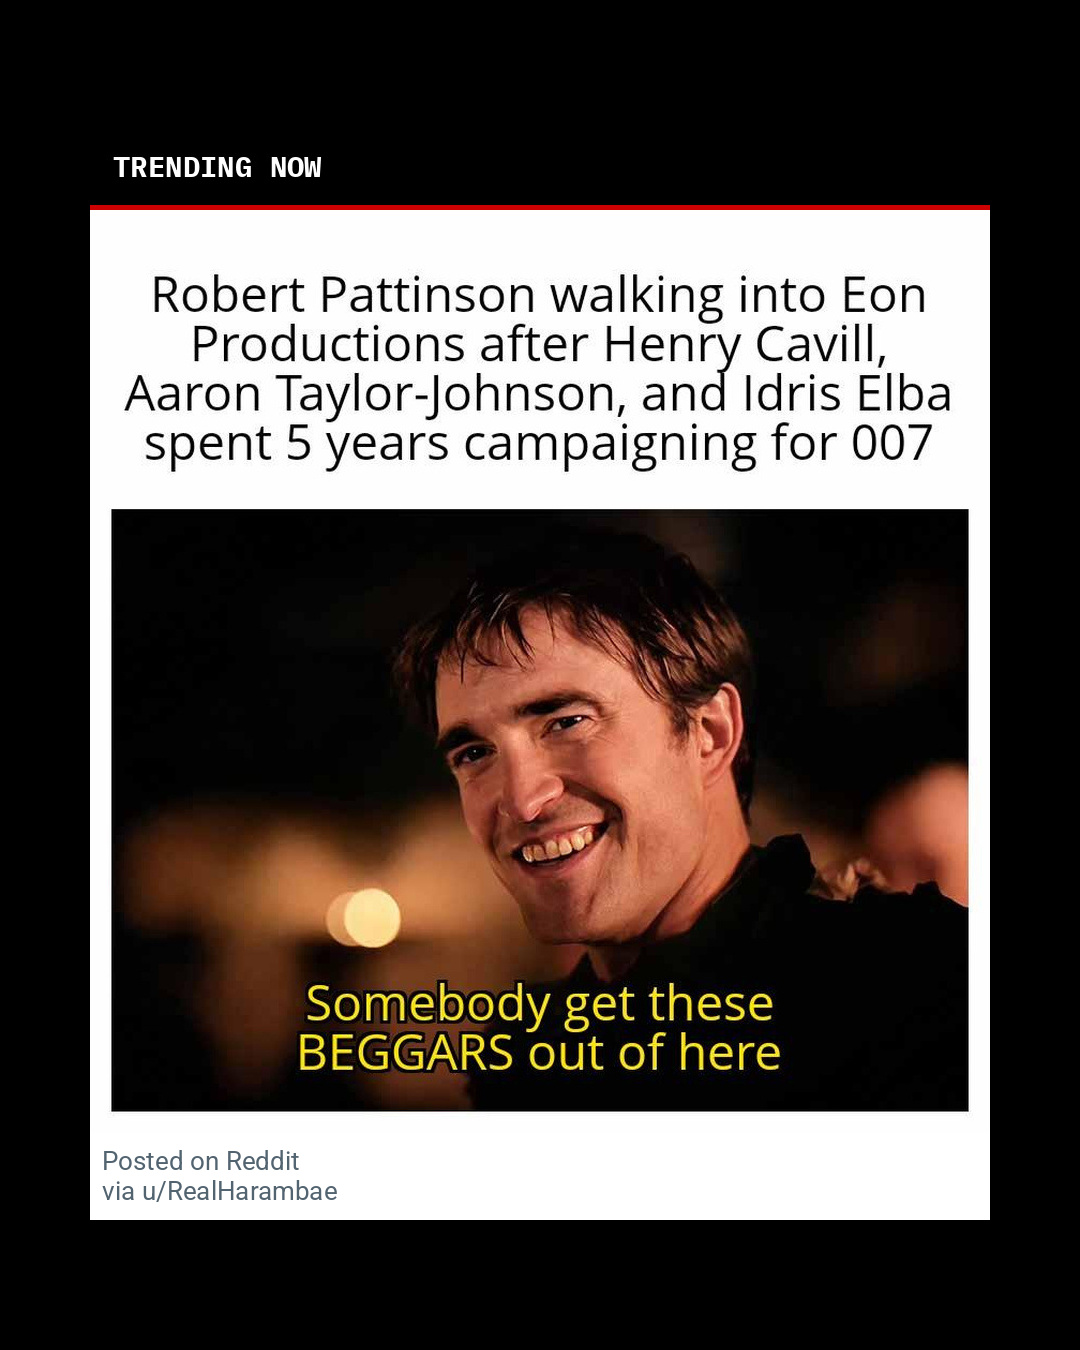 TRENDING NOW
Robert Pattinson walking into Eon
Productions after Henry Cavill,
Aaron Taylor-Johnson, and Idris Elba
spent 5 years campaigning for 007
Somebody get these
BEGGARS out of here
Posted on Reddit
via u/RealHarambae